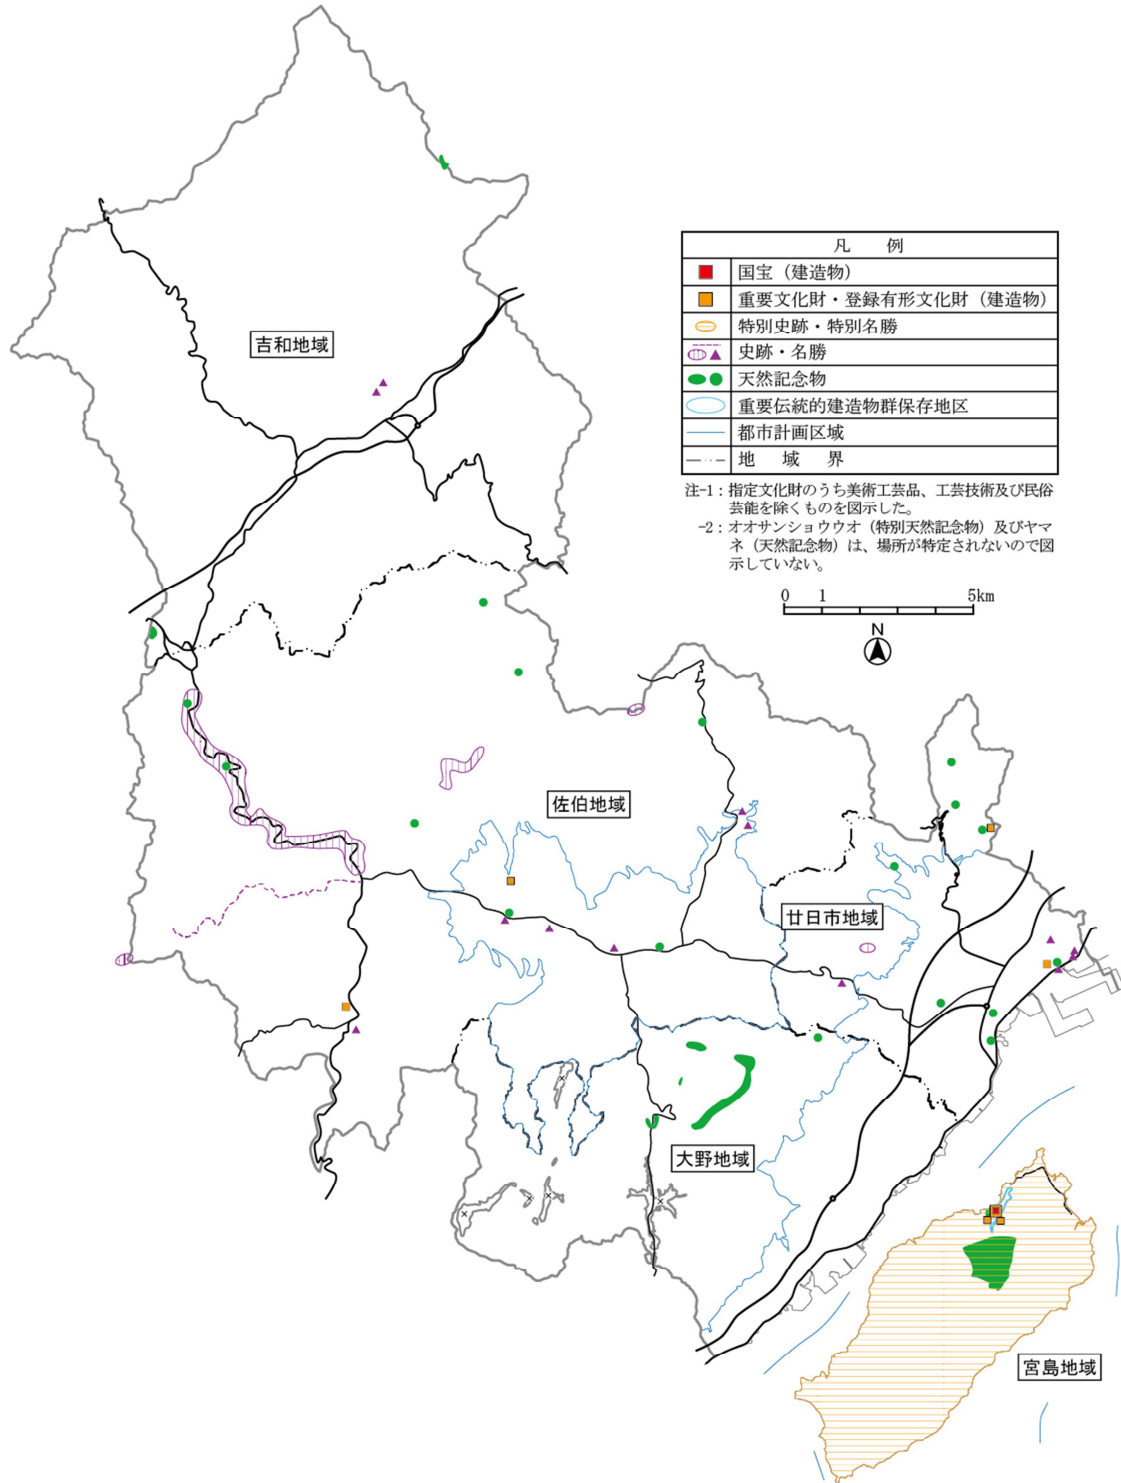 凡　例
国宝（建造物）
重要文化財・登録有形文化財（建造物）
特別史跡・特別名勝
史跡・名勝
天然記念物
重要伝統的建造物群保存地区
都市計画区域
地　域　界
注-1：指定文化財のうち美術工芸品、工芸技術及び民俗
芸能を除くものを図示した。
-2：オオサンショウウオ（特別天然記念物）及びヤマ
ネ（天然記念物）は、場所が特定されないので図
示していない。
0 1 5km
N
吉和地域
佐伯地域
廿日市地域
大野地域
宮島地域